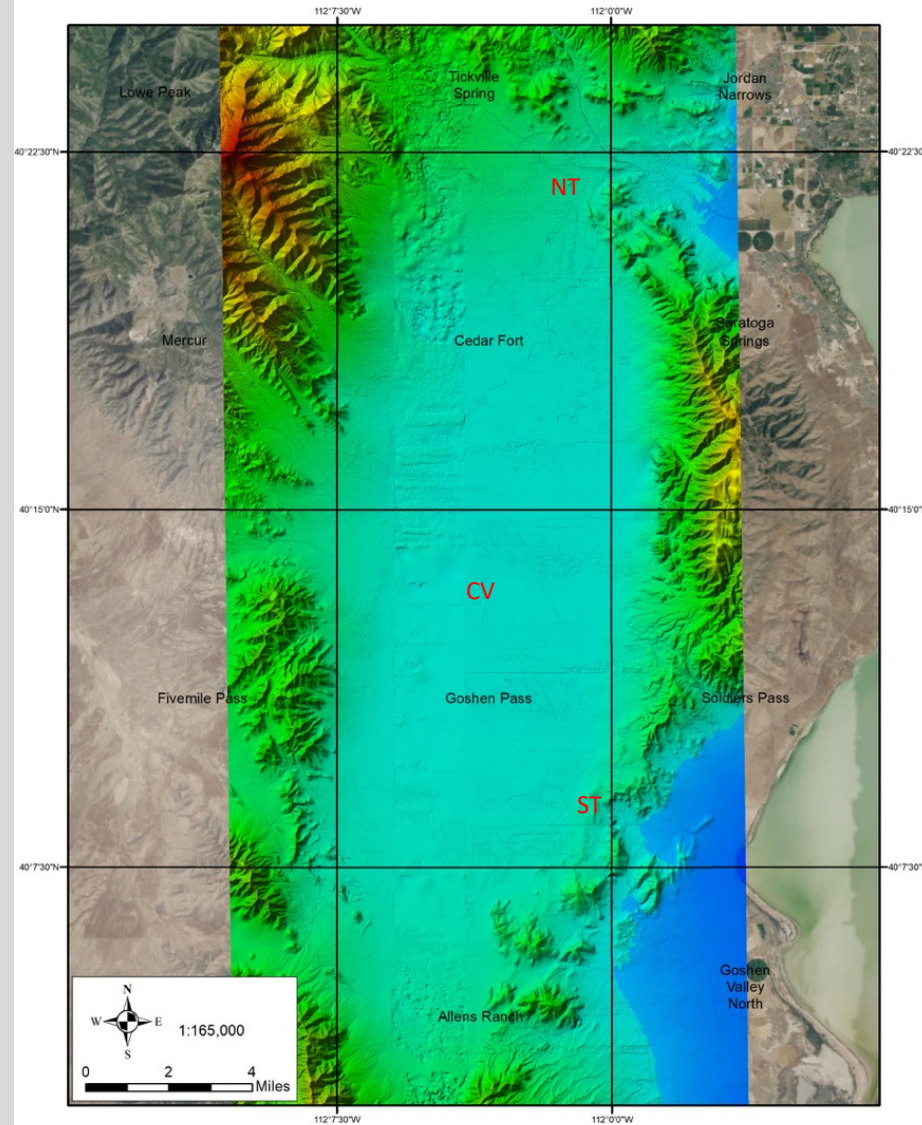 112°7'30"W
112°0'0"W
Lowe Peak
Tickville
Spring
Jordan
Narrows
40°22'30"N
40°22'30"N
NT
Mercur
Cedar Fort
Saratoga
Springs
40°15'0"N
40°15'0"N
CV
Fivemile Pass
Goshen Pass
Soldiers Pass
ST
40°7'30"N
40°7'30"N
Goshen
Valley
North
Allens Ranch
N
W
E
S
1:165,000
0
2
4
Miles
112°7'30"W
112°0'0"W